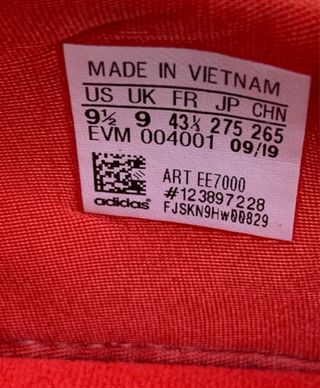 MADE IN VIETNAM
US UK FR JP CHN
9½ 9 43⅓ 275 265
EVM 004001 09/19
ART EE7000
#123897228
adidas FJSKN9Hw00829